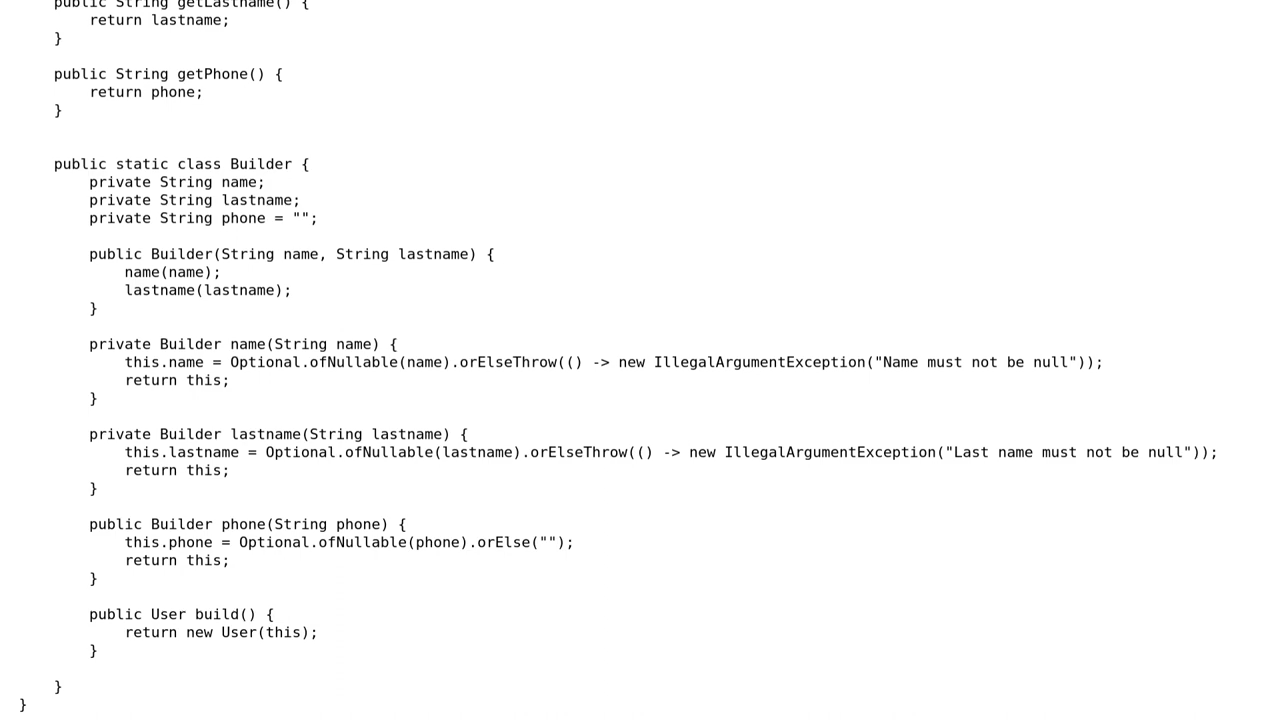 public String getLastname() {
        return lastname;
    }

    public String getPhone() {
        return phone;
    }


    public static class Builder {
        private String name;
        private String lastname;
        private String phone = "";

        public Builder(String name, String lastname) {
            name(name);
            lastname(lastname);
        }

        private Builder name(String name) {
            this.name = Optional.ofNullable(name).orElseThrow(() -> new IllegalArgumentException("Name must not be null"));
            return this;
        }

        private Builder lastname(String lastname) {
            this.lastname = Optional.ofNullable(lastname).orElseThrow(() -> new IllegalArgumentException("Last name must not be null"));
            return this;
        }

        public Builder phone(String phone) {
            this.phone = Optional.ofNullable(phone).orElse("");
            return this;
        }

        public User build() {
            return new User(this);
        }

    }
}